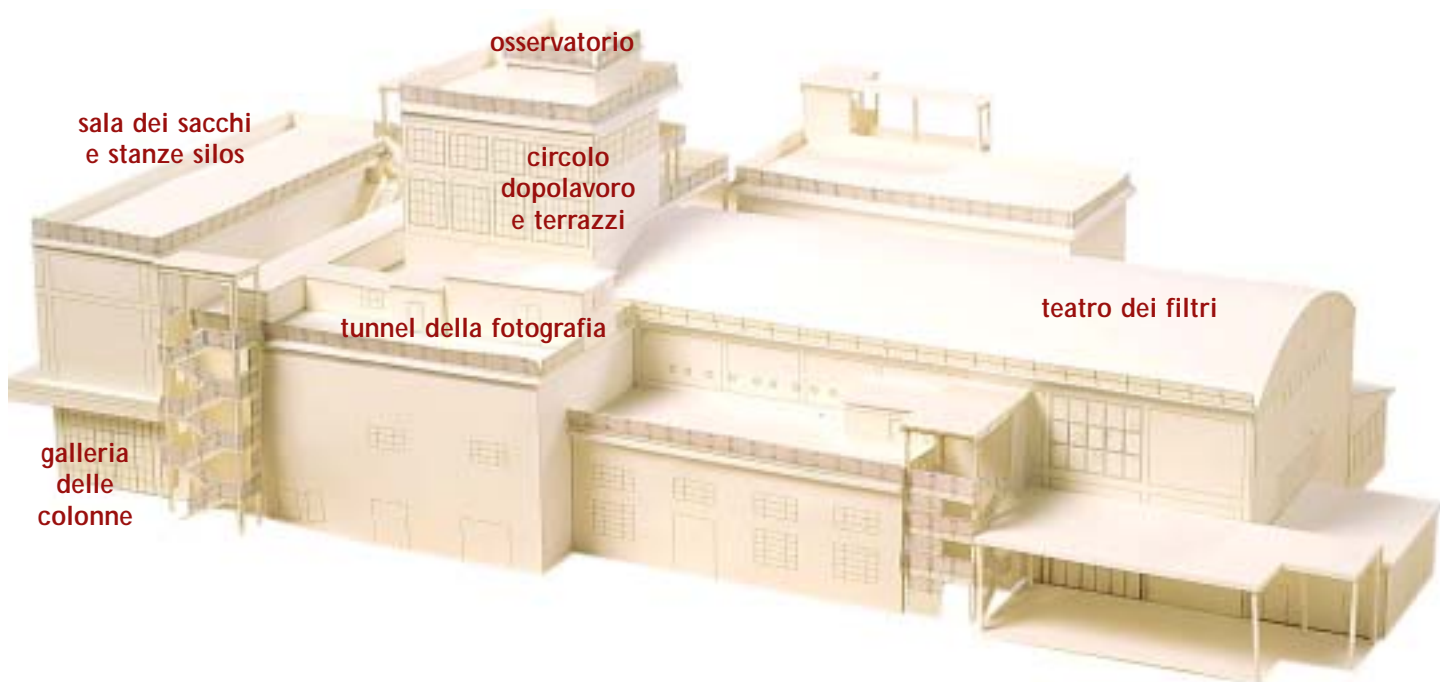 osservatorio
sala dei sacchi
e stanze silos
circolo
dopolavoro
e terrazzi
teatro dei filtri
tunnel della fotografia
galleria
delle
colonne